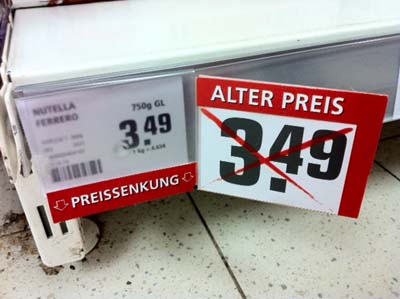 NUTELLA 750g GL
FERRERO
3.49
PREISSENKUNG
ALTER PREIS
3.49